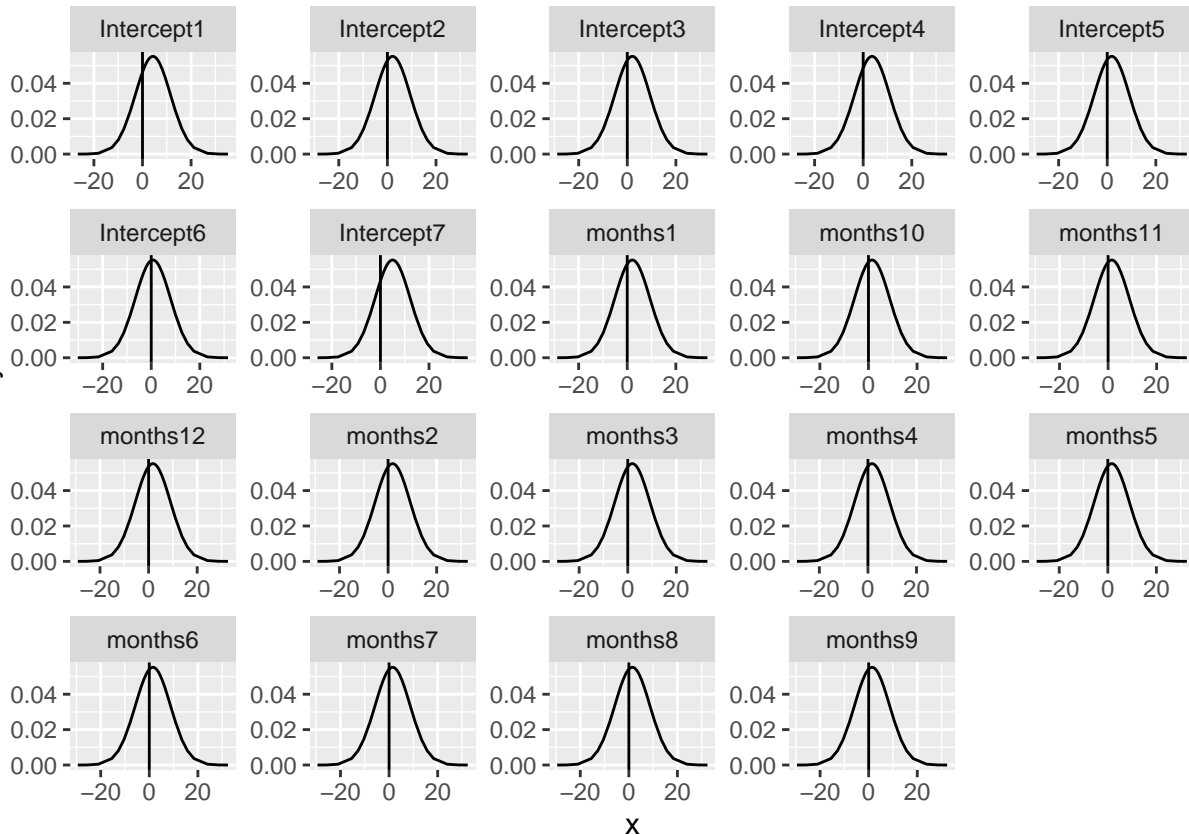 Intercept1 Intercept2 Intercept3 Intercept4 Intercept5
0.04 0.04 0.04 0.04 0.04
0.02 0.02 0.02 0.02 0.02
0.00 0.00 0.00 0.00 0.00
−20 0 20 −20 0 20 −20 0 20 −20 0 20 −20 0 20
Intercept6 Intercept7 months1 months10 months11
0.04 0.04 0.04 0.04 0.04
0.02 0.02 0.02 0.02 0.02
0.00 0.00 0.00 0.00 0.00
−20 0 20 −20 0 20 −20 0 20 −20 0 20 −20 0 20
months12 months2 months3 months4 months5
0.04 0.04 0.04 0.04 0.04
0.02 0.02 0.02 0.02 0.02
0.00 0.00 0.00 0.00 0.00
−20 0 20 −20 0 20 −20 0 20 −20 0 20 −20 0 20
months6 months7 months8 months9
0.04 0.04 0.04 0.04
0.02 0.02 0.02 0.02
0.00 0.00 0.00 0.00
−20 0 20 −20 0 20 −20 0 20 −20 0 20
x